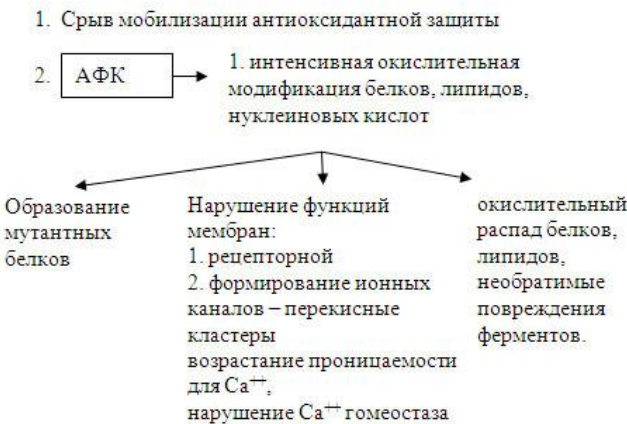 1. Срыв мобилизации антиоксидантной защиты
2. АФК
1. интенсивная окислительная
модификация белков, липидов,
нуклеиновых кислот
Образование
мутантных
белков
Нарушение функций
мембран:
1. рецепторной
2. формирование ионных
каналов – перекисные
кластеры
возрастание проницаемости
для Ca⁺⁺,
нарушение Ca⁺⁺ гомеостаза
окислительный
распад белков,
липидов,
необратимые
повреждения
ферментов.